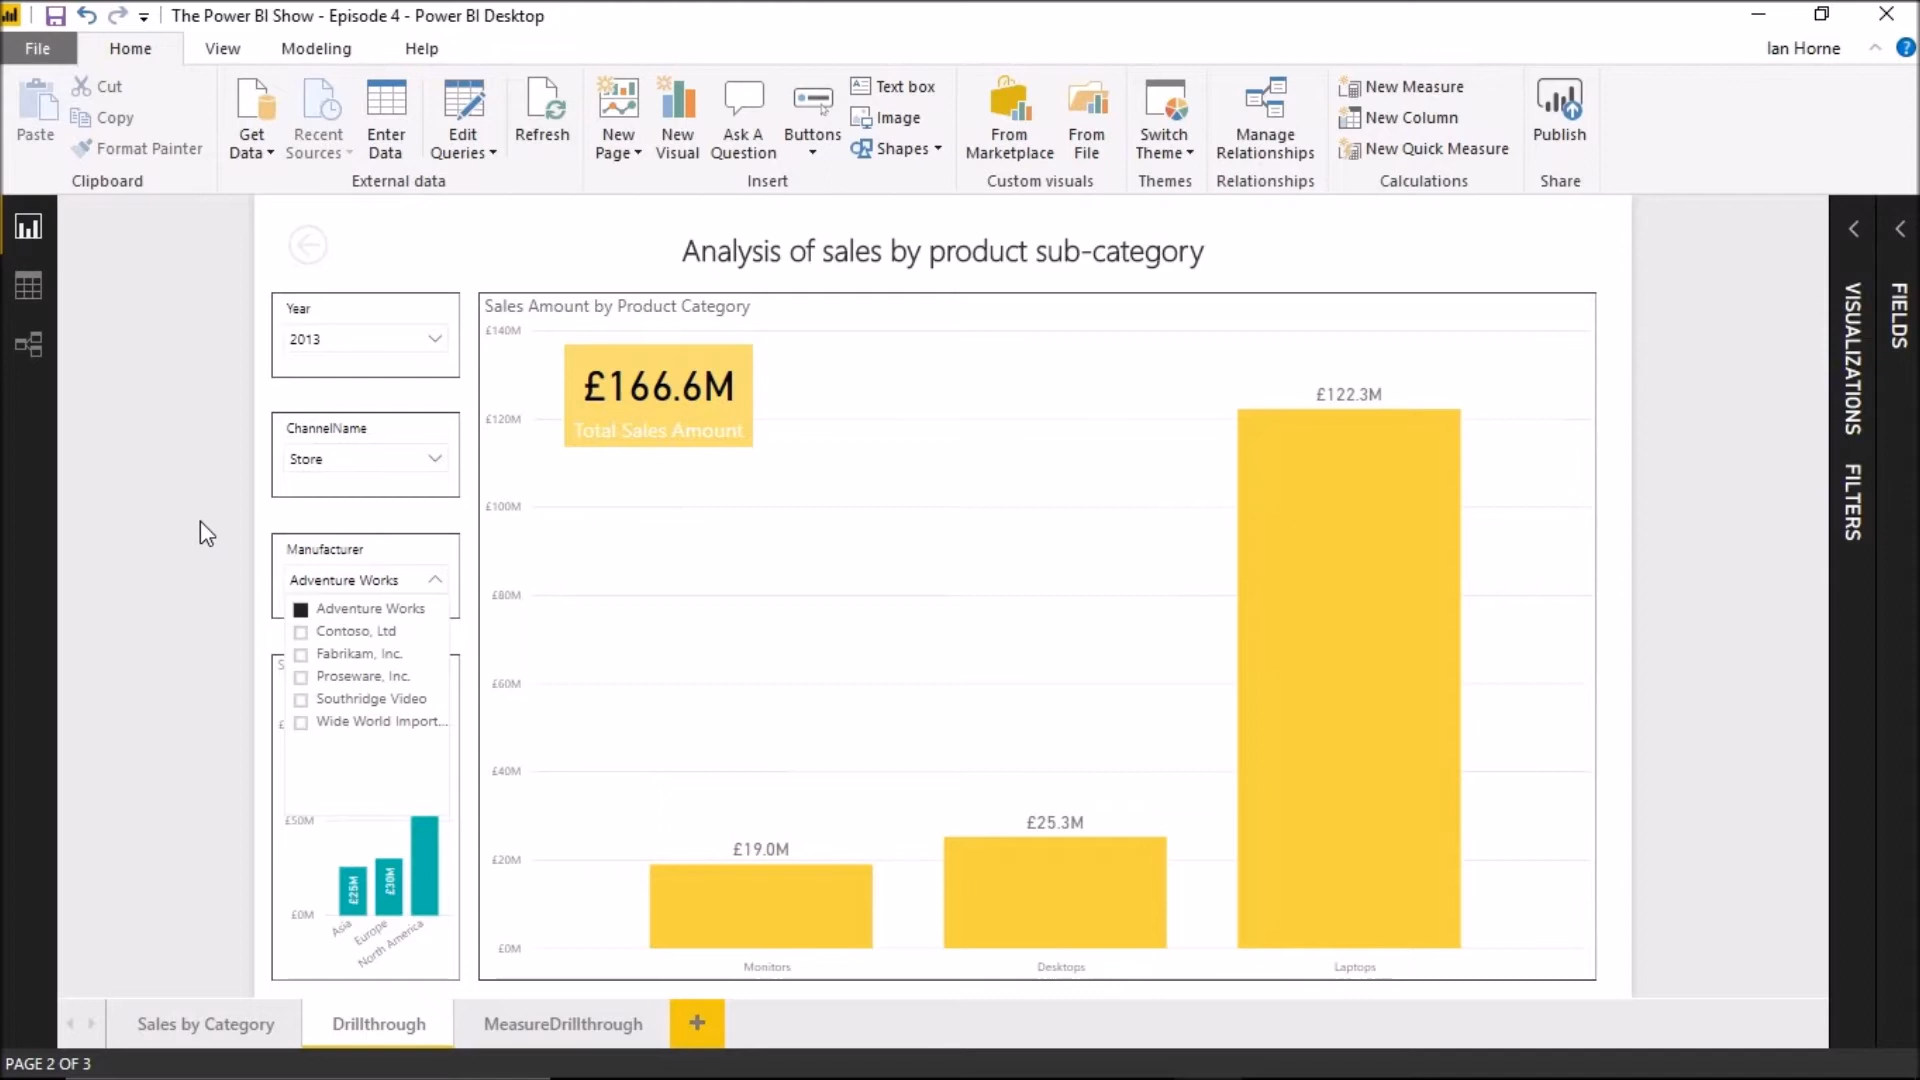 The Power BI Show - Episode 4 - Power BI Desktop
File
Home
View
Modeling
Help
Ian Horne
?
Paste
Cut
Copy
Format Painter
Clipboard
Get Data
Recent Sources
Enter Data
Edit Queries
Refresh
External data
New Page
New Visual
Ask A Question
Buttons
Text box
Image
Shapes
Insert
From Marketplace
From File
Custom visuals
Switch Theme
Themes
Manage Relationships
Relationships
New Measure
New Column
New Quick Measure
Calculations
Publish
Share
Analysis of sales by product sub-category
Year
2013
ChannelName
Store
Manufacturer
Adventure Works
Adventure Works
Contoso, Ltd
Fabrikam, Inc.
Proseware, Inc.
Southridge Video
Wide World Import...
S
£
£50M
£0M
£25M
£30M
Asia
Europe
North America
Sales Amount by Product Category
£140M
£120M
£100M
£80M
£60M
£40M
£20M
£0M
£166.6M
Total Sales Amount
£19.0M
£25.3M
£122.3M
Monitors
Desktops
Laptops
VISUALIZATIONS
FILTERS
FIELDS
Sales by Category
Drillthrough
MeasureDrillthrough
PAGE 2 OF 3